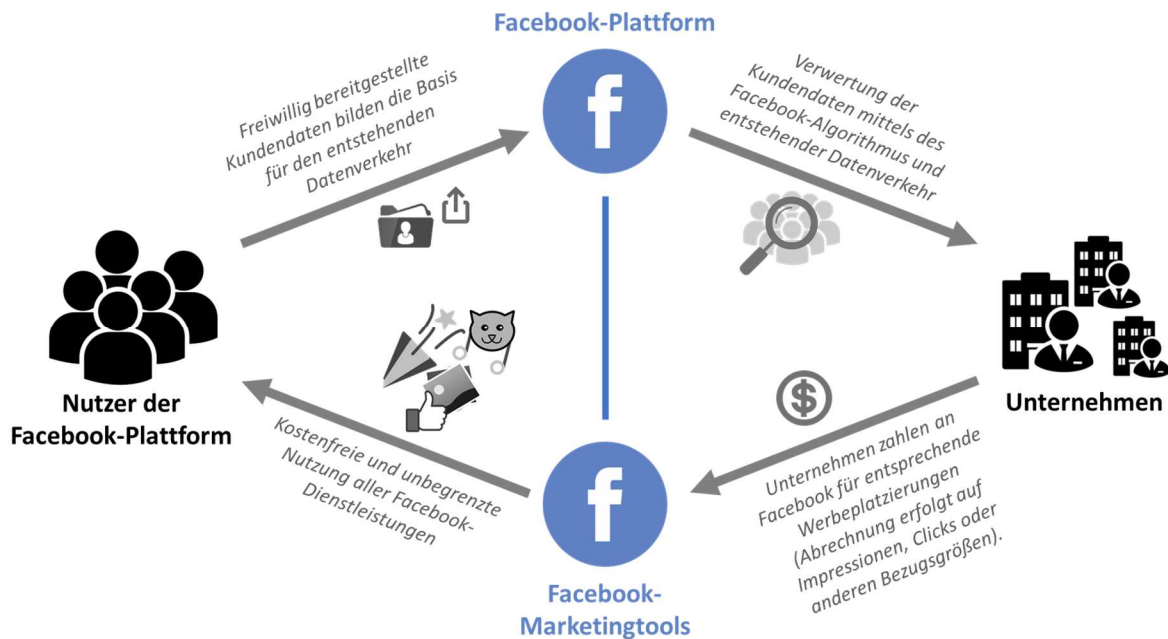 Facebook-Plattform
Freiwillig bereitgestellte
Kundendaten bilden die Basis
für den entstehenden
Datenverkehr
Verwertung der
Kundendaten mittels des
Facebook-Algorithmus und
entstehender Datenverkehr
Nutzer der
Facebook-Plattform
Unternehmen
Kostenfreie und unbegrenzte
Nutzung aller Facebook-
Dienstleistungen
Unternehmen zahlen an
Facebook für entsprechende
Werbeplatzierungen
(Abrechnung erfolgt auf
Impressionen, Clicks oder
anderen Bezugsgrößen).
Facebook-
Marketingtools